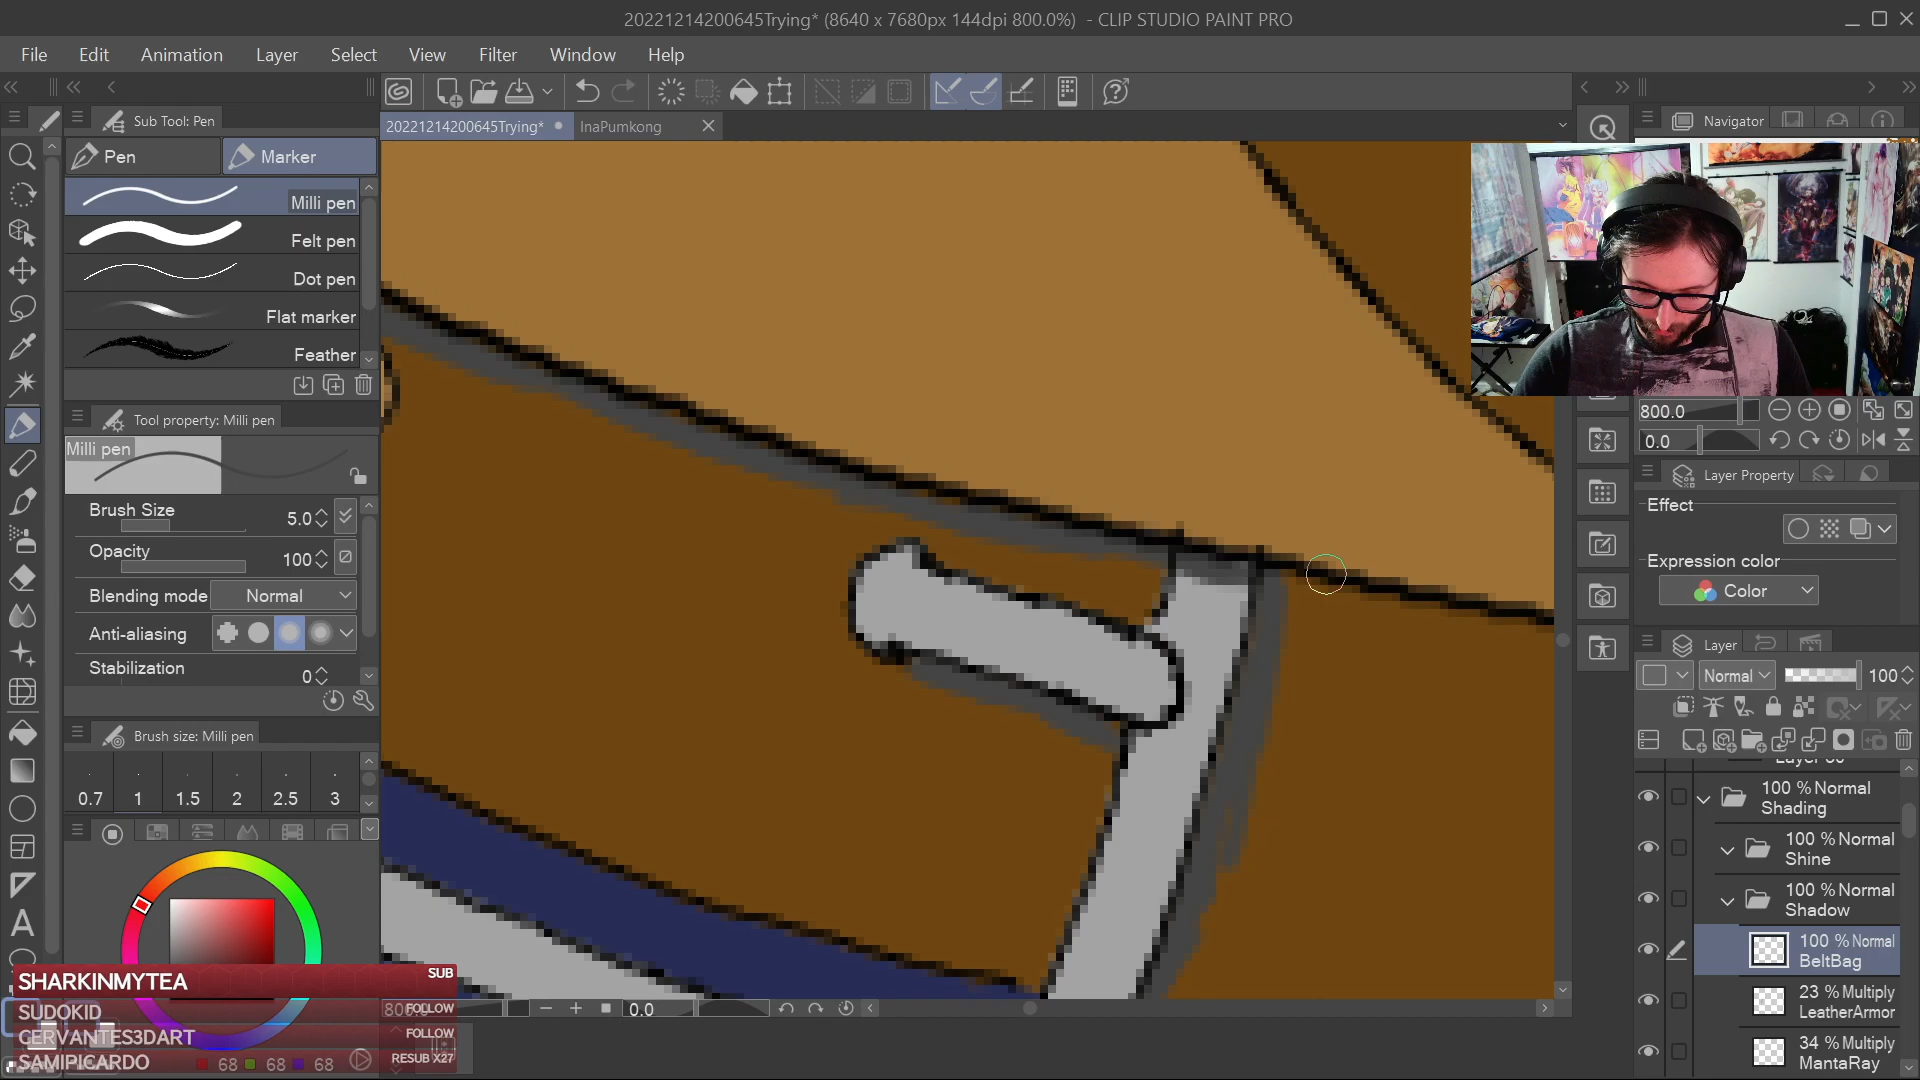 20221214200645Trying* (8640 x 7680px 144dpi 800.0%) - CLIP STUDIO PAINT PRO
File Edit Animation Layer Select View Filter Window Help
Sub Tool: Pen
Pen Marker
Milli pen
Felt pen
Dot pen
Flat marker
Feather
Tool property: Milli pen
Milli pen
Brush Size 5.0
Opacity 100
Blending mode Normal
Anti-aliasing
Stabilization 0
Brush size: Milli pen
0.7 1 1.5 2 2.5 3
SHARKINMYTEA SUB
SUDOKID FOLLOW
CERVANTES3DART FOLLOW
SAMIPICARDO RESUB X27
68 68 68
20221214200645Trying* InaPumkong
0.0
Navigator
800.0
0.0
Layer Property
Effect
Expression color
Color
Layer
Normal 100
100 % Normal
Shading
100 % Normal
Shine
100 % Normal
Shadow
100 % Normal
BeltBag
23 % Multiply
LeatherArmor
34 % Multiply
MantaRay